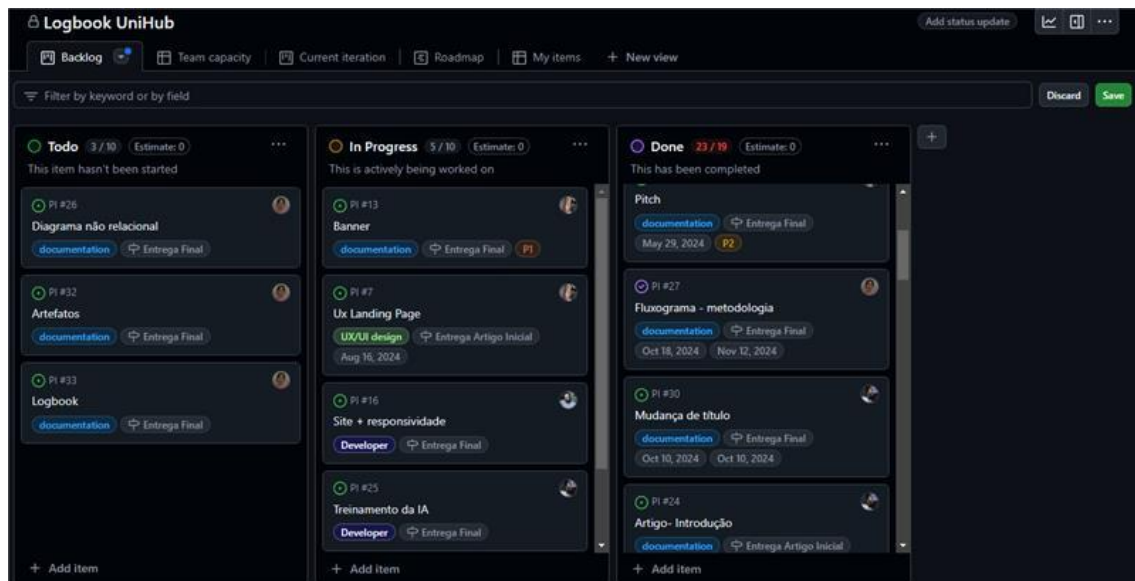 Logbook UniHub
Add status update
Backlog
Team capacity
Current iteration
Roadmap
My items
+ New view
Filter by keyword or by field
Discard
Save
Todo 3 / 10 Estimate: 0
This item hasn't been started
PI #26
Diagrama não relacional
documentation Entrega Final
PI #32
Artefatos
documentation Entrega Final
PI #33
Logbook
documentation Entrega Final
+ Add item
In Progress 5 / 10 Estimate: 0
This is actively being worked on
PI #13
Banner
documentation Entrega Final P1
PI #7
Ux Landing Page
UX/UI design Entrega Artigo Inicial
Aug 16, 2024
PI #16
Site + responsividade
Developer Entrega Final
PI #25
Treinamento da IA
Developer Entrega Final
+ Add item
Done 23 / 19 Estimate: 0
This has been completed
Pitch
documentation Entrega Final
May 29, 2024 P2
PI #27
Fluxograma - metodologia
documentation Entrega Final
Oct 18, 2024 Nov 12, 2024
PI #30
Mudança de título
documentation Entrega Final
Oct 10, 2024 Oct 10, 2024
PI #24
Artigo- Introdução
documentation Entrega Artigo Inicial
+ Add item